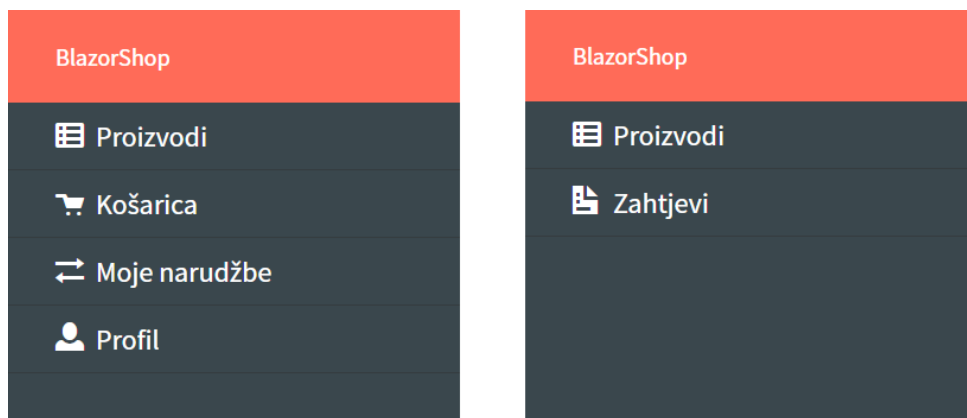 BlazorShop
Proizvodi
Košarica
Moje narudžbe
Profil
BlazorShop
Proizvodi
Zahtjevi